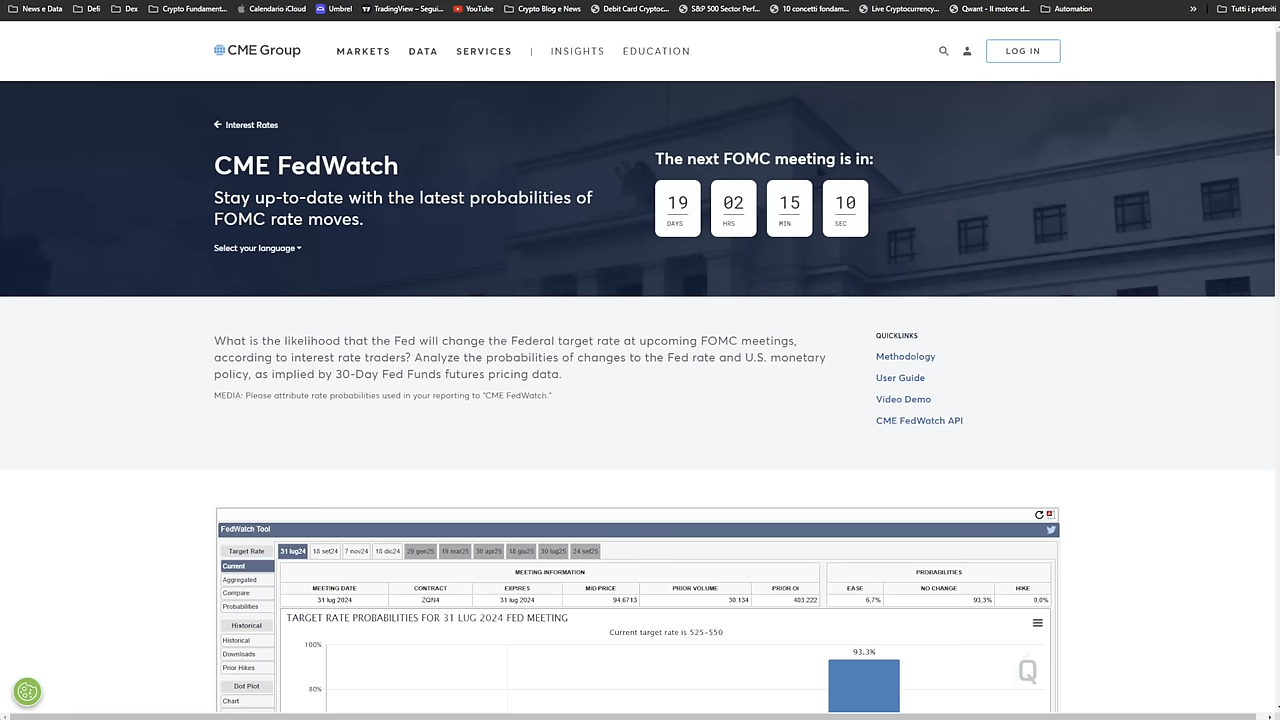 News e Data Defi Dex Crypto Fundament... Calendario iCloud Umbrel TradingView – Segui... YouTube Crypto Blog e News Debit Card Cryptoc... S&P 500 Sector Perf... 10 concetti fondam... Live Cryptocurrency,... Qwant - Il motore d... Automation » Tutti i preferiti
CME Group MARKETS DATA SERVICES | INSIGHTS EDUCATION LOG IN
Interest Rates
CME FedWatch
Stay up-to-date with the latest probabilities of
FOMC rate moves.
Select your language
The next FOMC meeting is in:
19 02 15 10
DAYS HRS MIN SEC
What is the likelihood that the Fed will change the Federal target rate at upcoming FOMC meetings,
according to interest rate traders? Analyze the probabilities of changes to the Fed rate and U.S. monetary
policy, as implied by 30-Day Fed Funds futures pricing data.
MEDIA: Please attribute rate probabilities used in your reporting to "CME FedWatch."
QUICKLINKS
Methodology
User Guide
Video Demo
CME FedWatch API
FedWatch Tool
Target Rate
Current
Aggregated
Compare
Probabilities
Historical
Historical
Downloads
Prior Hikes
Dot Plot
Chart
31 lug24 18 set24 7 nov24 18 dic24 29 gen25 19 mar25 30 apr25 18 giu25 30 lug25 24 set25
MEETING INFORMATION
MEETING DATE CONTRACT EXPIRES MID PRICE PRIOR VOLUME PRIOR OI
31 lug 2024 ZQN4 31 lug 2024 94,6713 30.134 403.222
PROBABILITIES
EASE NO CHANGE HIKE
6,7% 93,3% 0,0%
TARGET RATE PROBABILITIES FOR 31 LUG 2024 FED MEETING
Current target rate is 525–550
100%
93,3%
80%
Q